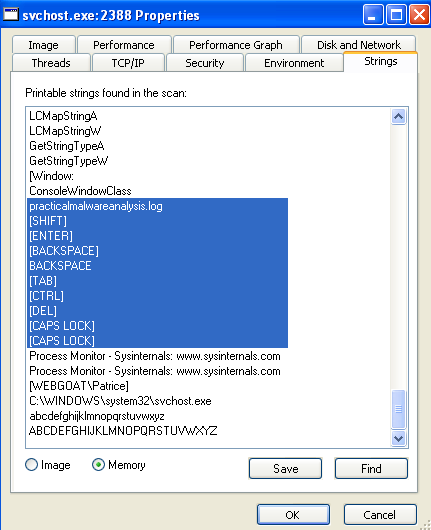 svchost.exe:2388 Properties
Image Performance Performance Graph Disk and Network
Threads TCP/IP Security Environment Strings
Printable strings found in the scan:
LCMapStringA
LCMapStringW
GetStringTypeA
GetStringTypeW
[Window:
ConsoleWindowClass
practicalmalwareanalysis.log
[SHIFT]
[ENTER]
[BACKSPACE]
BACKSPACE
[TAB]
[CTRL]
[DEL]
[CAPS LOCK]
[CAPS LOCK]
Process Monitor - Sysinternals: www.sysinternals.com
Process Monitor - Sysinternals: www.sysinternals.com
[WEBGOAT\Patrice]
C:\WINDOWS\system32\svchost.exe
abcdefghijklmnopqrstuvwxyz
ABCDEFGHIJKLMNOPQRSTUVWXYZ
Image Memory Save Find
OK Cancel